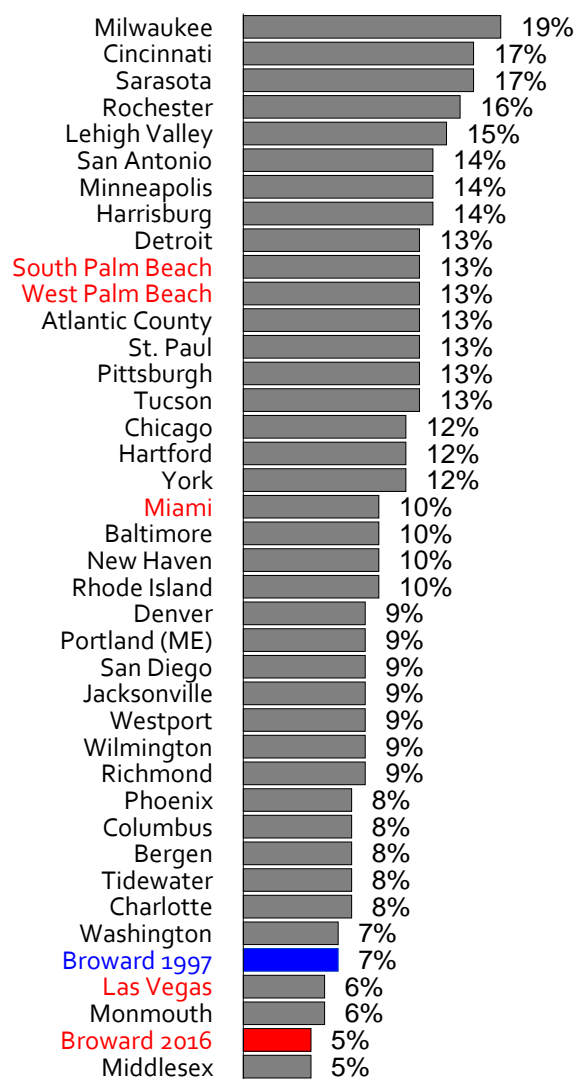 Milwaukee 19%
Cincinnati 17%
Sarasota 17%
Rochester 16%
Lehigh Valley 15%
San Antonio 14%
Minneapolis 14%
Harrisburg 14%
Detroit 13%
South Palm Beach 13%
West Palm Beach 13%
Atlantic County 13%
St. Paul 13%
Pittsburgh 13%
Tucson 13%
Chicago 12%
Hartford 12%
York 12%
Miami 10%
Baltimore 10%
New Haven 10%
Rhode Island 10%
Denver 9%
Portland (ME) 9%
San Diego 9%
Jacksonville 9%
Westport 9%
Wilmington 9%
Richmond 9%
Phoenix 8%
Columbus 8%
Bergen 8%
Tidewater 8%
Charlotte 8%
Washington 7%
Broward 1997 7%
Las Vegas 6%
Monmouth 6%
Broward 2016 5%
Middlesex 5%